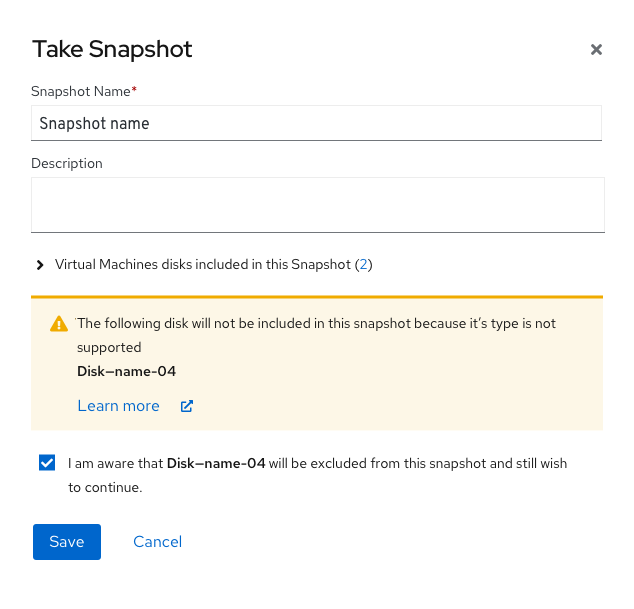 Take Snapshot
Snapshot Name*
Snapshot name
Description
Virtual Machines disks included in this Snapshot (2)
The following disk will not be included in this snapshot because it’s type is not
supported
Disk—name-04
Learn more
I am aware that Disk—name-04 will be excluded from this snapshot and still wish
to continue.
Save Cancel